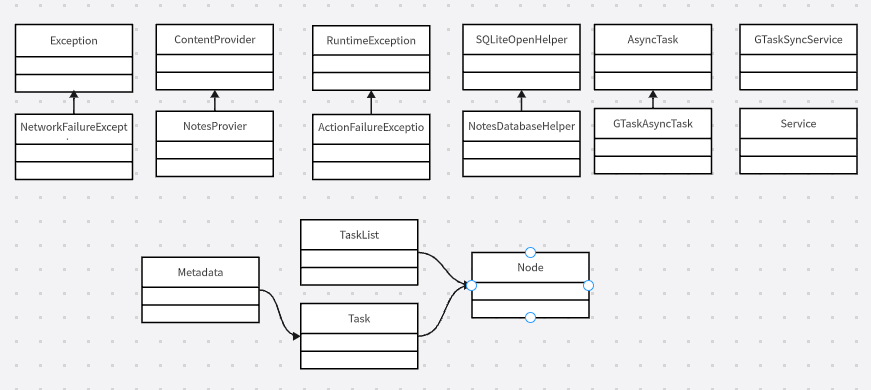 Exception
ContentProvider
RuntimeException
SQLiteOpenHelper
AsyncTask
GTaskSyncService
NetworkFailureExcept
NotesProvier
ActionFailureExceptio
NotesDatabaseHelper
GTaskAsyncTask
Service
TaskList
Metadata
Node
Task